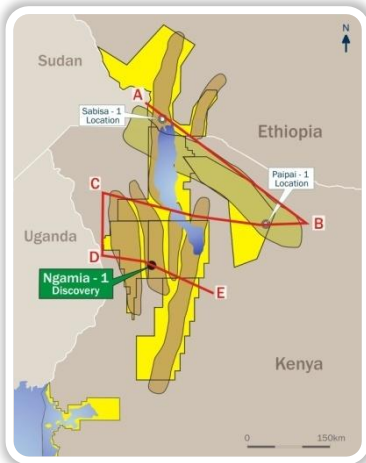 N
Sudan
A
Sabisa - 1
Location
Ethiopia
Paipai - 1
Location
C
B
Uganda
D
Ngamia - 1
Discovery
E
Kenya
0 150km